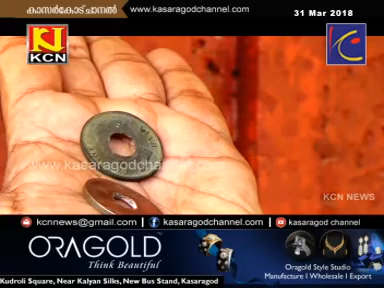 കാസർകോട് ചാനൽ www.kasaragodchannel.com
31 Mar 2018
KCN
www.kasaragodchannel.com
KCN NEWS
kcnnews@gmail.com | kasaragodchannel.com | kasaragod channel
ORAGOLD
Think Beautiful
Oragold Style Studio
Manufacture I Wholesale I Export
Kudroli Square, Near Kalyan Silks, New Bus Stand, Kasaragod